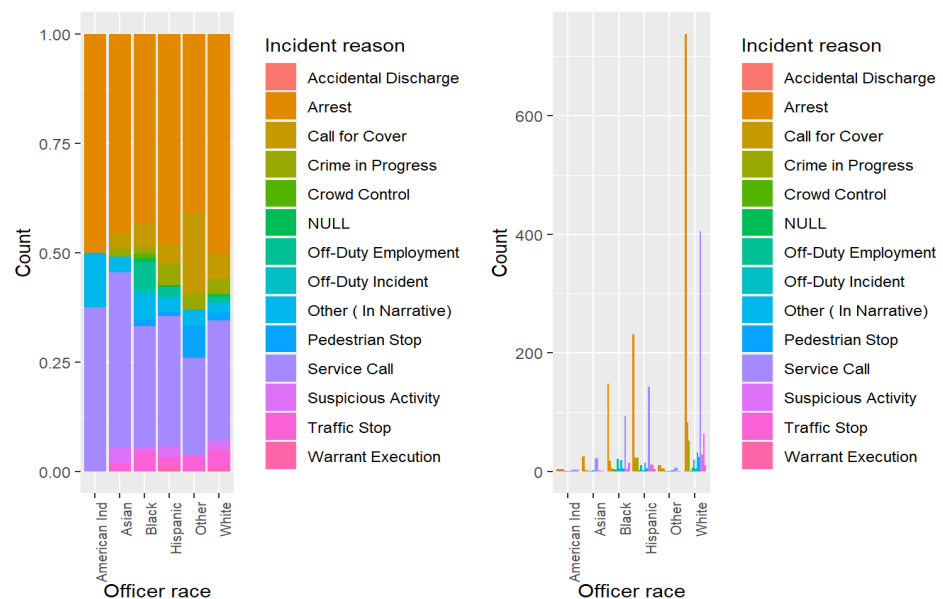 1.00
0.75
0.50
0.25
0.00
Count
American Ind
Asian
Black
Hispanic
Other
White
Officer race
Incident reason
Accidental Discharge
Arrest
Call for Cover
Crime in Progress
Crowd Control
NULL
Off-Duty Employment
Off-Duty Incident
Other ( In Narrative)
Pedestrian Stop
Service Call
Suspicious Activity
Traffic Stop
Warrant Execution
600
400
200
0
Count
American Ind
Asian
Black
Hispanic
Other
White
Officer race
Incident reason
Accidental Discharge
Arrest
Call for Cover
Crime in Progress
Crowd Control
NULL
Off-Duty Employment
Off-Duty Incident
Other ( In Narrative)
Pedestrian Stop
Service Call
Suspicious Activity
Traffic Stop
Warrant Execution